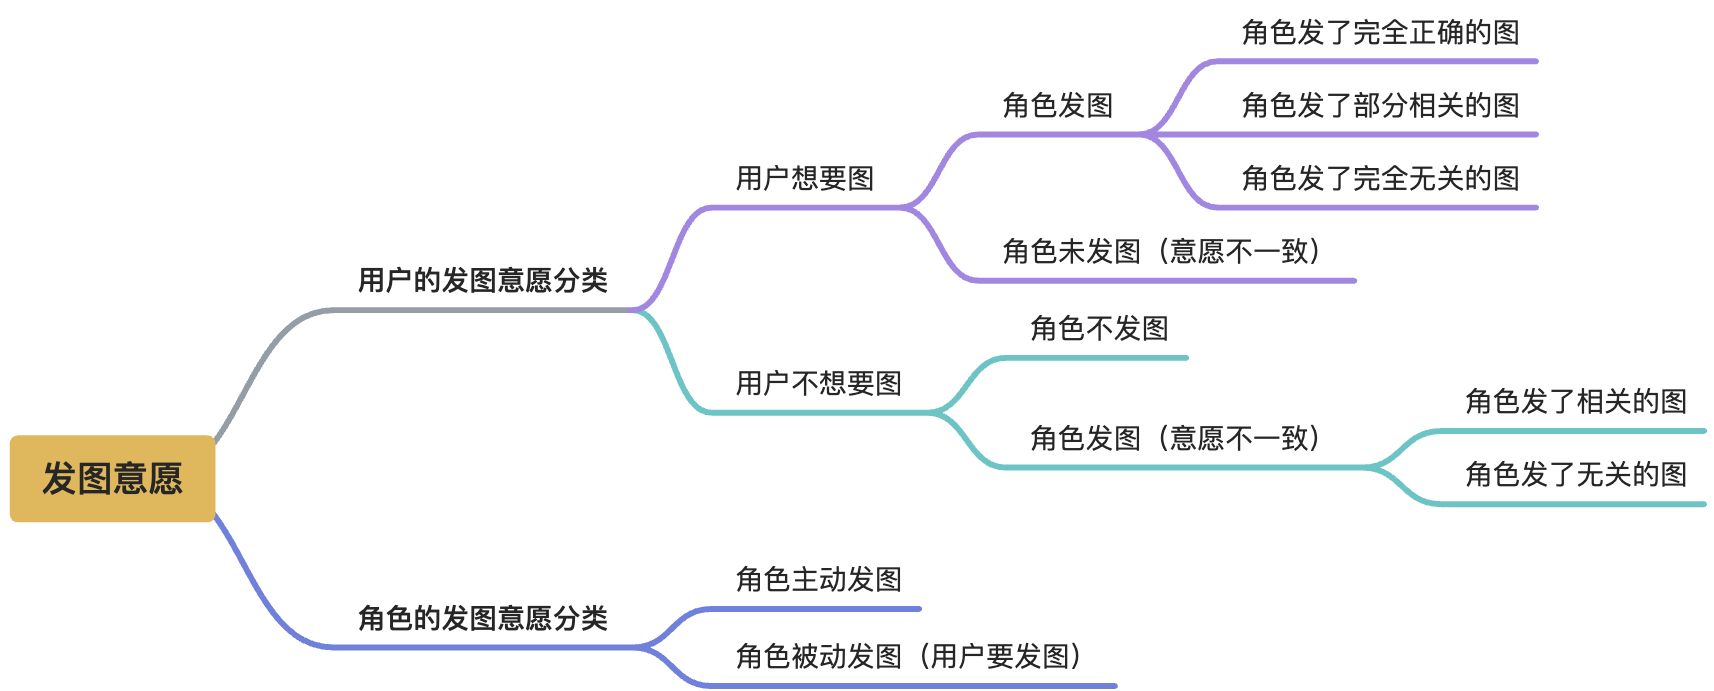 角色发了完全正确的图
角色发图
角色发了部分相关的图
用户想要图
角色发了完全无关的图
角色未发图（意愿不一致）
用户的发图意愿分类
角色不发图
用户不想要图
角色发了相关的图
角色发图（意愿不一致）
发图意愿
角色发了无关的图
角色主动发图
角色的发图意愿分类
角色被动发图（用户要发图）